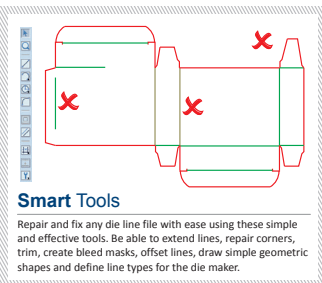 Smart Tools
Repair and fix any die line file with ease using these simple
and effective tools. Be able to extend lines, repair corners,
trim, create bleed masks, offset lines, draw simple geometric
shapes and define line types for the die maker.